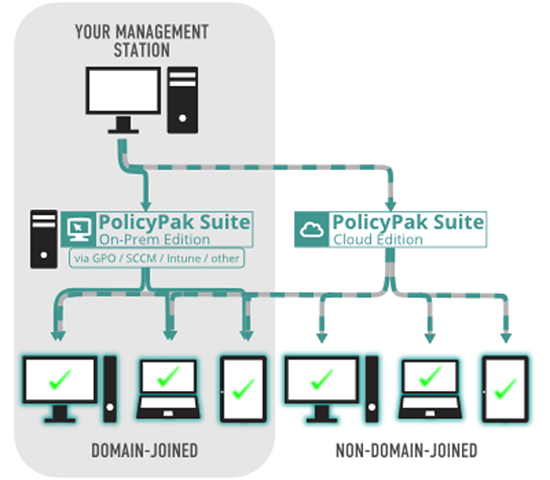 YOUR MANAGEMENT
STATION
PolicyPak Suite
On-Prem Edition
via GPO / SCCM / Intune / other
PolicyPak Suite
Cloud Edition
DOMAIN-JOINED
NON-DOMAIN-JOINED